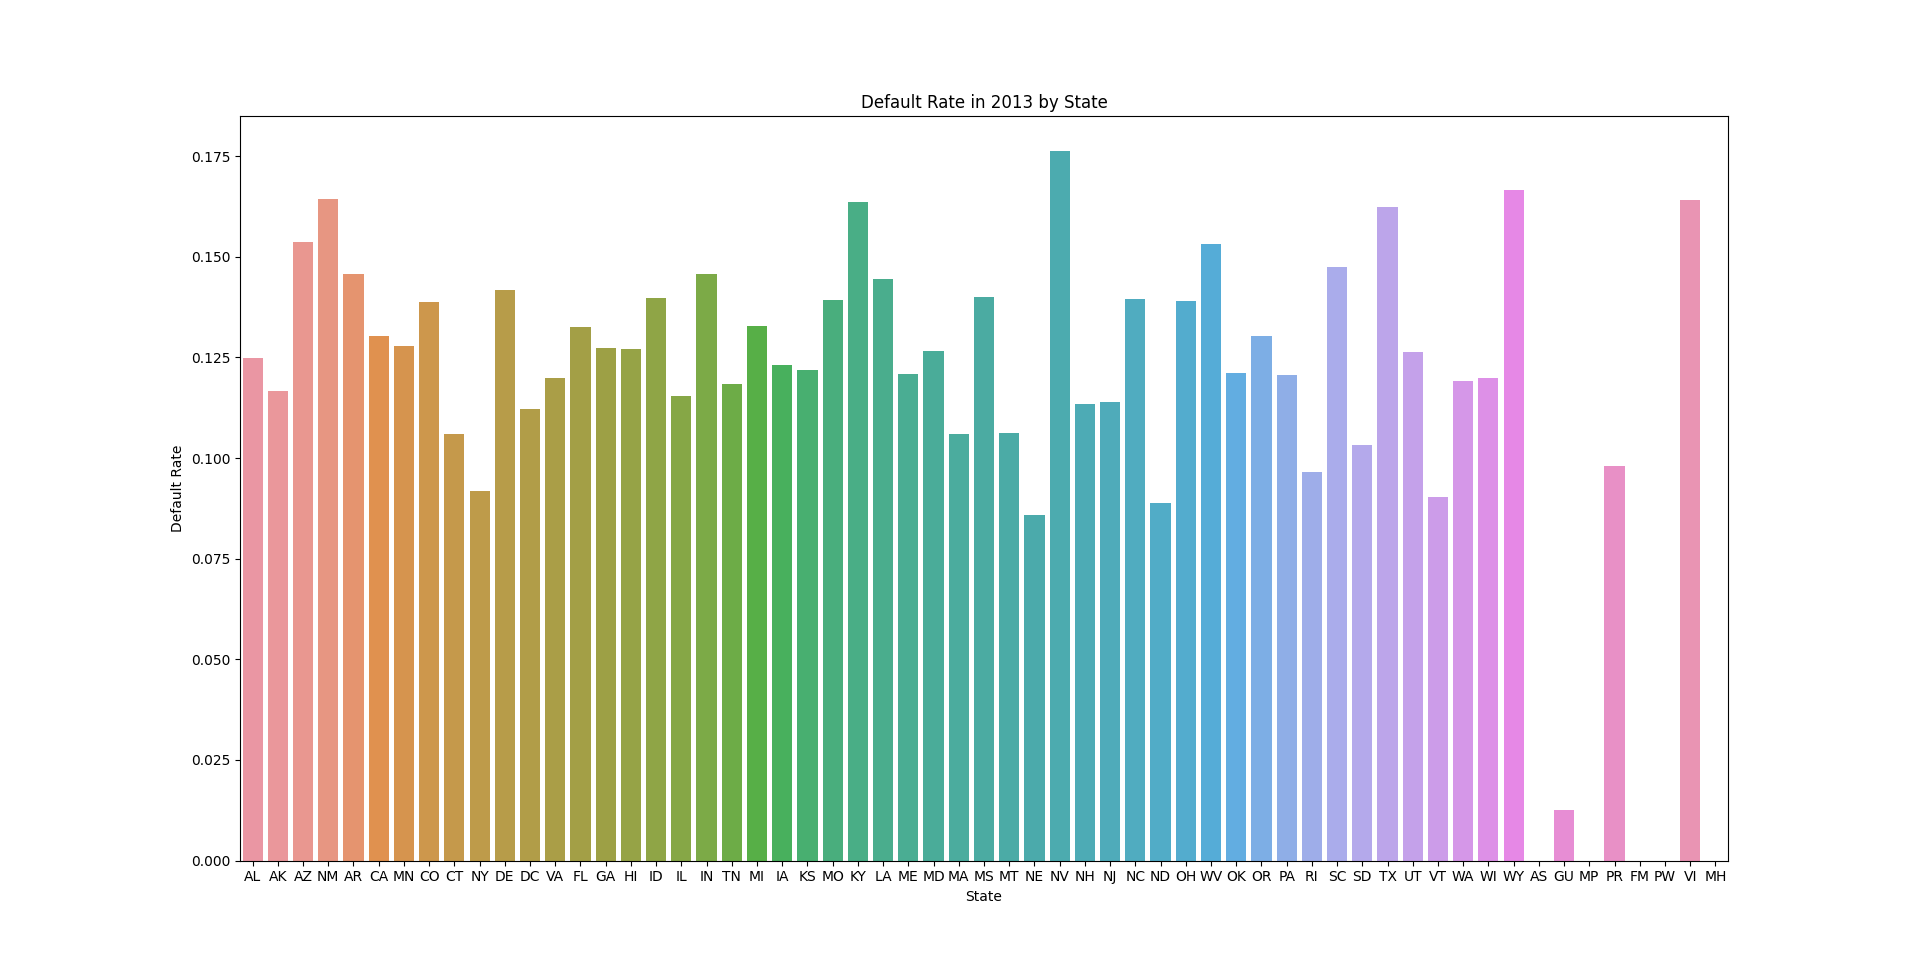 Default Rate in 2013 by State
Default Rate
0.175
0.150
0.125
0.100
0.075
0.050
0.025
0.000
AL AK AZ NM AR CA MN CO CT NY DE DC VA FL GA HI ID IL IN TN MI IA KS MO KY LA ME MD MA MS MT NE NV NH NJ NC ND OH WV OK OR PA RI SC SD TX UT VT WA WI WY AS GU MP PR FM PW VI MH
State